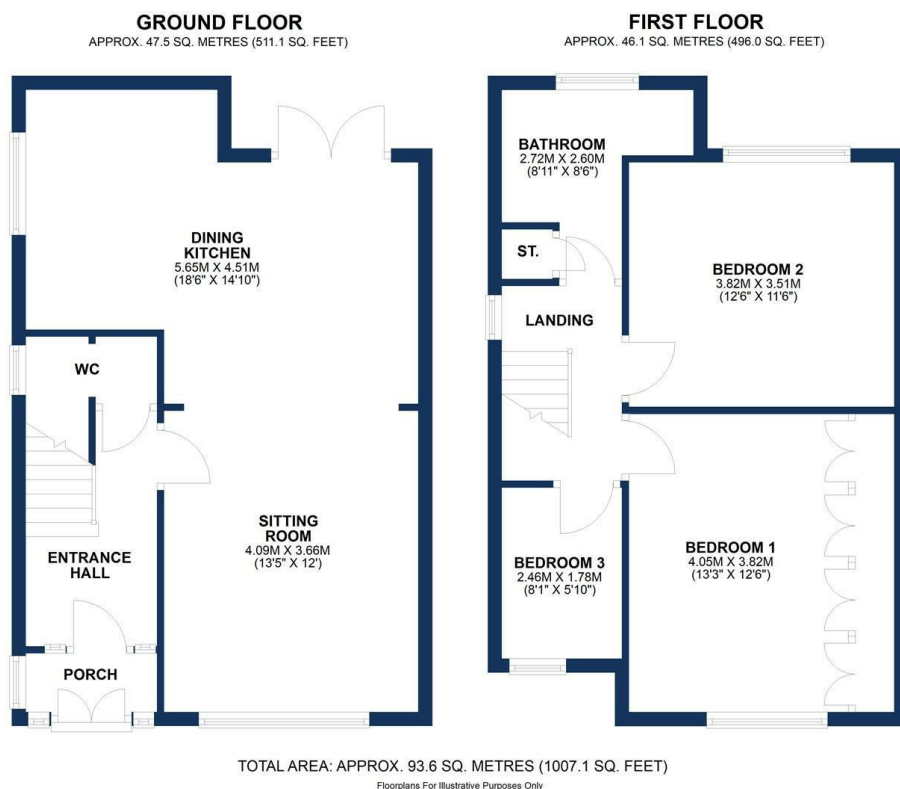 GROUND FLOOR
APPROX. 47.5 SQ. METRES (511.1 SQ. FEET)
DINING
KITCHEN
5.65M X 4.51M
(18'6" X 14'10")
WC
SITTING
ROOM
4.09M X 3.66M
(13'5" X 12')
ENTRANCE
HALL
PORCH
FIRST FLOOR
APPROX. 46.1 SQ. METRES (496.0 SQ. FEET)
BATHROOM
2.72M X 2.60M
(8'11" X 8'6")
ST.
BEDROOM 2
3.82M X 3.51M
(12'6" X 11'6")
LANDING
BEDROOM 3
2.46M X 1.78M
(8'1" X 5'10")
BEDROOM 1
4.05M X 3.82M
(13'3" X 12'6")
TOTAL AREA: APPROX. 93.6 SQ. METRES (1007.1 SQ. FEET)
Floorplans For Illustrative Purposes Only